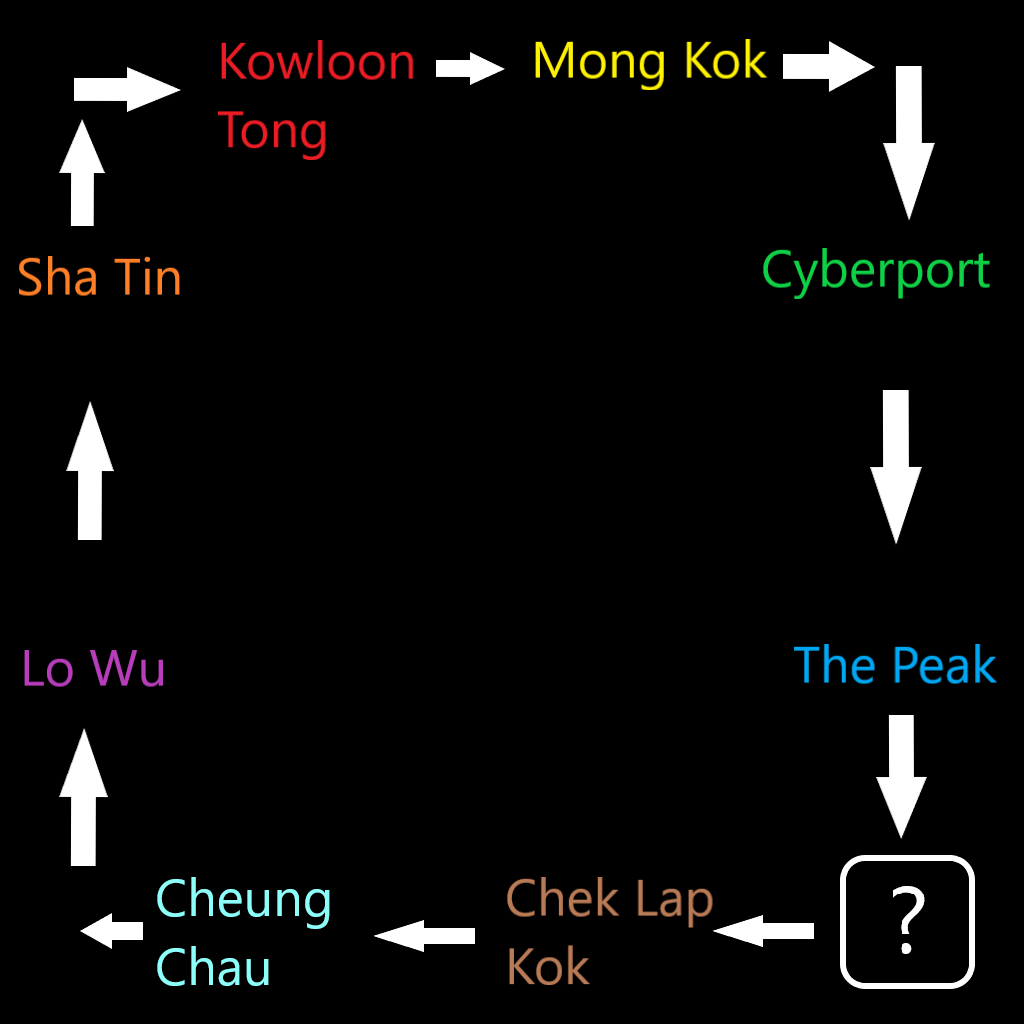 Kowloon
Tong
Mong Kok
Sha Tin
Cyberport
Lo Wu
The Peak
Cheung
Chau
Chek Lap
Kok
?